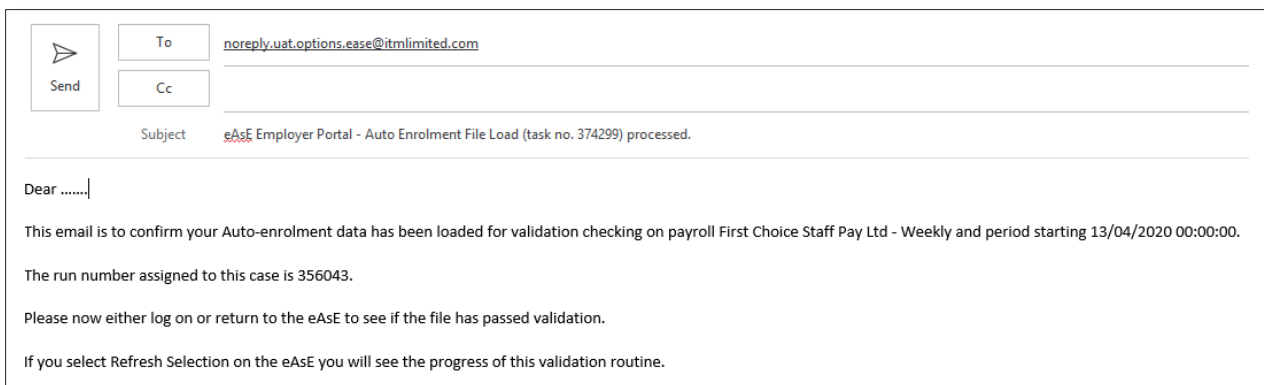 To noreply.uat.options.ease@itmlimited.com
Send
Cc
Subject eAsE Employer Portal - Auto Enrolment File Load (task no. 374299) processed.
Dear .......
This email is to confirm your Auto-enrolment data has been loaded for validation checking on payroll First Choice Staff Pay Ltd - Weekly and period starting 13/04/2020 00:00:00.
The run number assigned to this case is 356043.
Please now either log on or return to the eAsE to see if the file has passed validation.
If you select Refresh Selection on the eAsE you will see the progress of this validation routine.